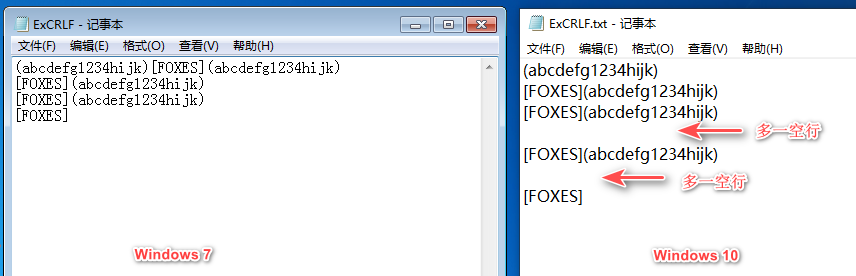 ExCRLF - 记事本
文件(F) 编辑(E) 格式(O) 查看(V) 帮助(H)
(abcdefg1234hijk)[FOXES](abcdefg1234hijk)
[FOXES](abcdefg1234hijk)
[FOXES](abcdefg1234hijk)
[FOXES]
Windows 7
ExCRLF.txt - 记事本
文件(F) 编辑(E) 格式(O) 查看(V) 帮助(H)
(abcdefg1234hijk)
[FOXES](abcdefg1234hijk)
[FOXES](abcdefg1234hijk)
多一空行
[FOXES](abcdefg1234hijk)
多一空行
[FOXES]
Windows 10